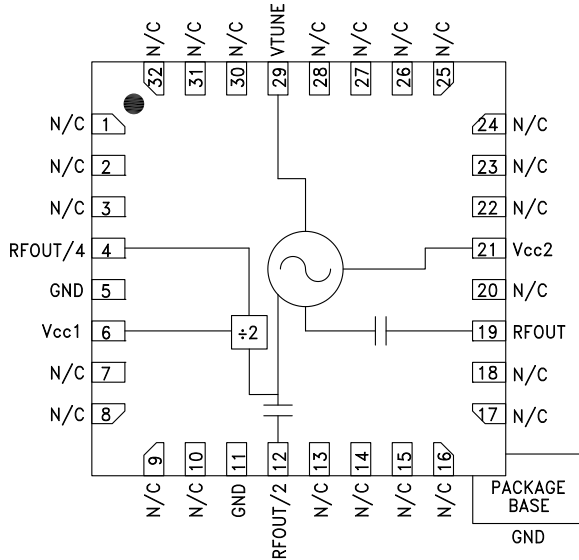 N/C
N/C
N/C
VTUNE
N/C
N/C
N/C
N/C
32
31
30
29
28
27
26
25
N/C 1
N/C 2
N/C 3
RFOUT/4 4
GND 5
Vcc1 6
N/C 7
N/C 8
24 N/C
23 N/C
22 N/C
21 Vcc2
20 N/C
19 RFOUT
18 N/C
17 N/C
÷2
9
10
11
12
13
14
15
16
N/C
N/C
GND
RFOUT/2
N/C
N/C
N/C
N/C
PACKAGE
BASE
GND